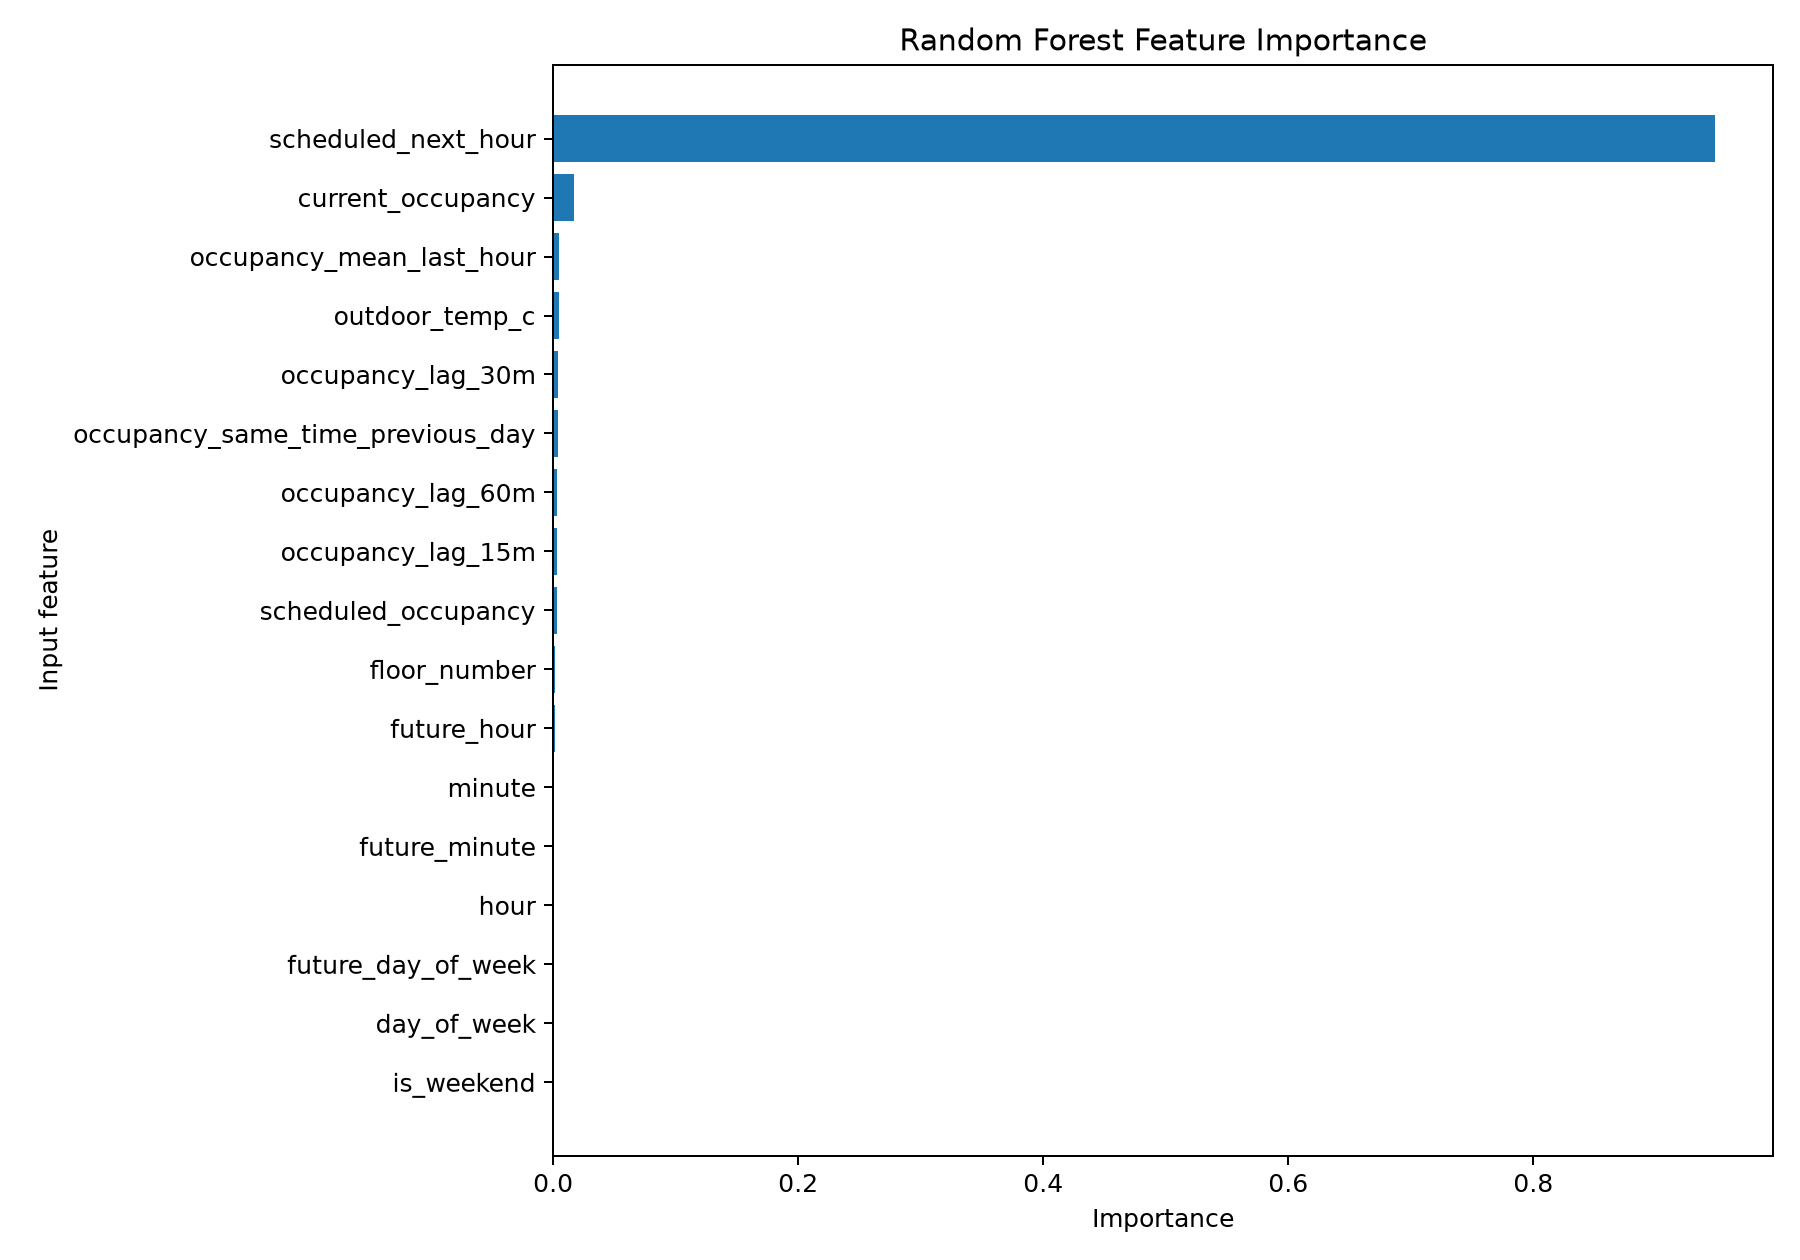 Random Forest Feature Importance
scheduled_next_hour
current_occupancy
occupancy_mean_last_hour
outdoor_temp_c
occupancy_lag_30m
occupancy_same_time_previous_day
occupancy_lag_60m
occupancy_lag_15m
scheduled_occupancy
floor_number
future_hour
minute
future_minute
hour
future_day_of_week
day_of_week
is_weekend
Input feature
0.0 0.2 0.4 0.6 0.8
Importance